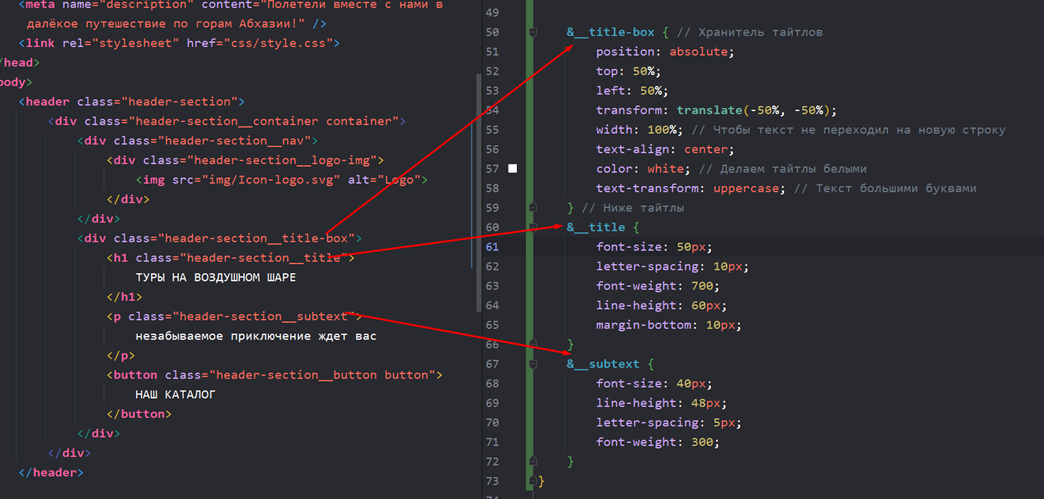 <meta name="description" content="Полетели вместе с нами в
далёкое путешествие по горам Абхазии!" />
<link rel="stylesheet" href="css/style.css">
/head>
body>
<header class="header-section">
<div class="header-section__container container">
<div class="header-section__nav">
<div class="header-section__logo-img">
<img src="img/Icon-logo.svg" alt="Logo">
</div>
</div>
<div class="header-section__title-box">
<h1 class="header-section__title">
ТУРЫ НА ВОЗДУШНОМ ШАРЕ
</h1>
<p class="header-section__subtext">
незабываемое приключение ждет вас
</p>
<button class="header-section__button button">
НАШ КАТАЛОГ
</button>
</div>
</div>
</header>
49
50 &__title-box { // Хранитель тайтлов
51 position: absolute;
52 top: 50%;
53 left: 50%;
54 transform: translate(-50%, -50%);
55 width: 100%; // Чтобы текст не переходил на новую строку
56 text-align: center;
57 color: white; // Делаем тайтлы белыми
58 text-transform: uppercase; // Текст большими буквами
59 } // Ниже тайтлы
60 &__title {
61 font-size: 50px;
62 letter-spacing: 10px;
63 font-weight: 700;
64 line-height: 60px;
65 margin-bottom: 10px;
66 }
67 &__subtext {
68 font-size: 40px;
69 line-height: 48px;
70 letter-spacing: 5px;
71 font-weight: 300;
72 }
73 }